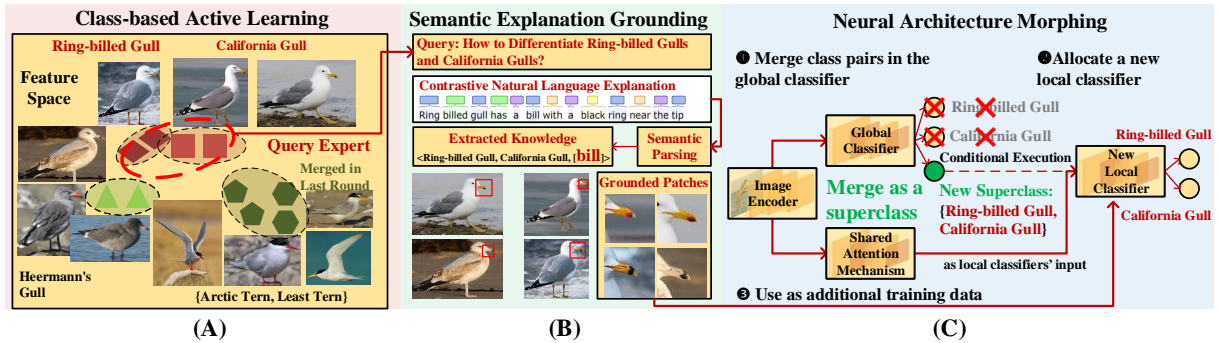 Class-based Active Learning
Ring-billed Gull
California Gull
Feature
Space
Query Expert
Merged in
Last Round
Heermann's
Gull
{Arctic Tern, Least Tern}
(A)
Semantic Explanation Grounding
Query: How to Differentiate Ring-billed Gulls
and California Gulls?
Contrastive Natural Language Explanation
Ring billed gull has a bill with a black ring near the tip
Extracted Knowledge
<Ring-billed Gull, California Gull, [bill]>
Semantic
Parsing
Grounded Patches
(B)
Neural Architecture Morphing
❶ Merge class pairs in the
global classifier
❷Allocate a new
local classifier
Global
Classifier
Ring-billed Gull
California Gull
Conditional Execution
Image
Encoder
Merge as a
superclass
New Superclass:
{Ring-billed Gull,
California Gull}
Shared
Attention
Mechanism
as local classifiers' input
New
Local
Classifier
Ring-billed Gull
California Gull
❸ Use as additional training data
(C)